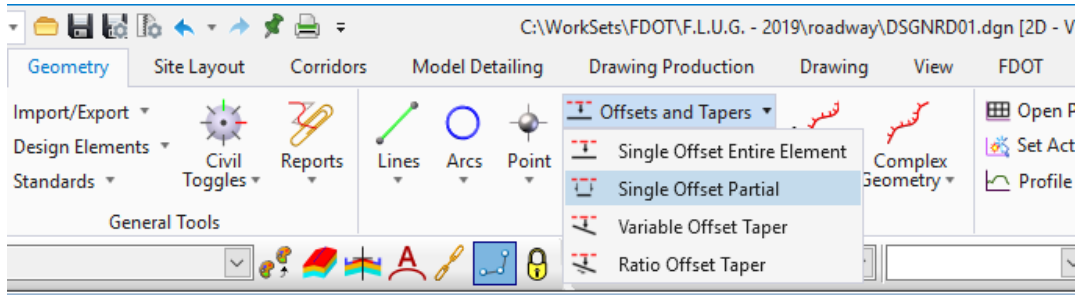 C:\WorkSets\FDOT\F.L.U.G. - 2019\roadway\DSGNRD01.dgn [2D - V
Geometry Site Layout Corridors Model Detailing Drawing Production Drawing View FDOT
Import/Export
Design Elements
Standards
Civil
Toggles
Reports
Lines
Arcs
Point
Offsets and Tapers
Single Offset Entire Element
Single Offset Partial
Variable Offset Taper
Ratio Offset Taper
Complex
Geometry
Open P
Set Act
Profile
General Tools